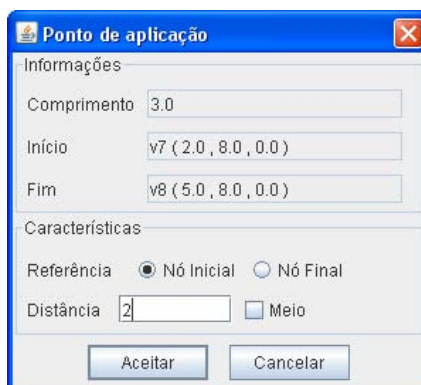 Ponto de aplicação
Informações
Comprimento 3.0
Início v7 ( 2.0 , 8.0 , 0.0 )
Fim v8 ( 5.0 , 8.0 , 0.0 )
Características
Referência Nó Inicial Nó Final
Distância 2 Meio
Aceitar Cancelar